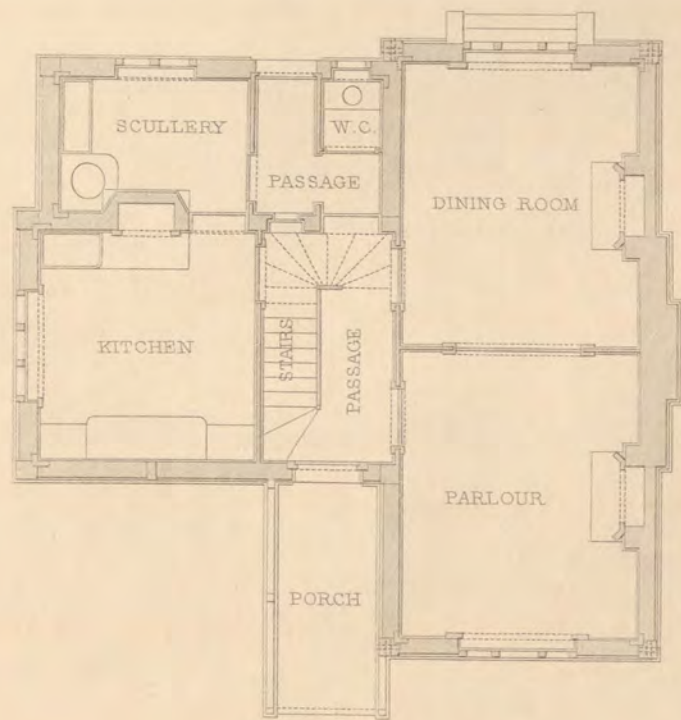 SCULLERY
W.C.
PASSAGE
DINING ROOM
KITCHEN
STAIRS
PASSAGE
PARLOUR
PORCH